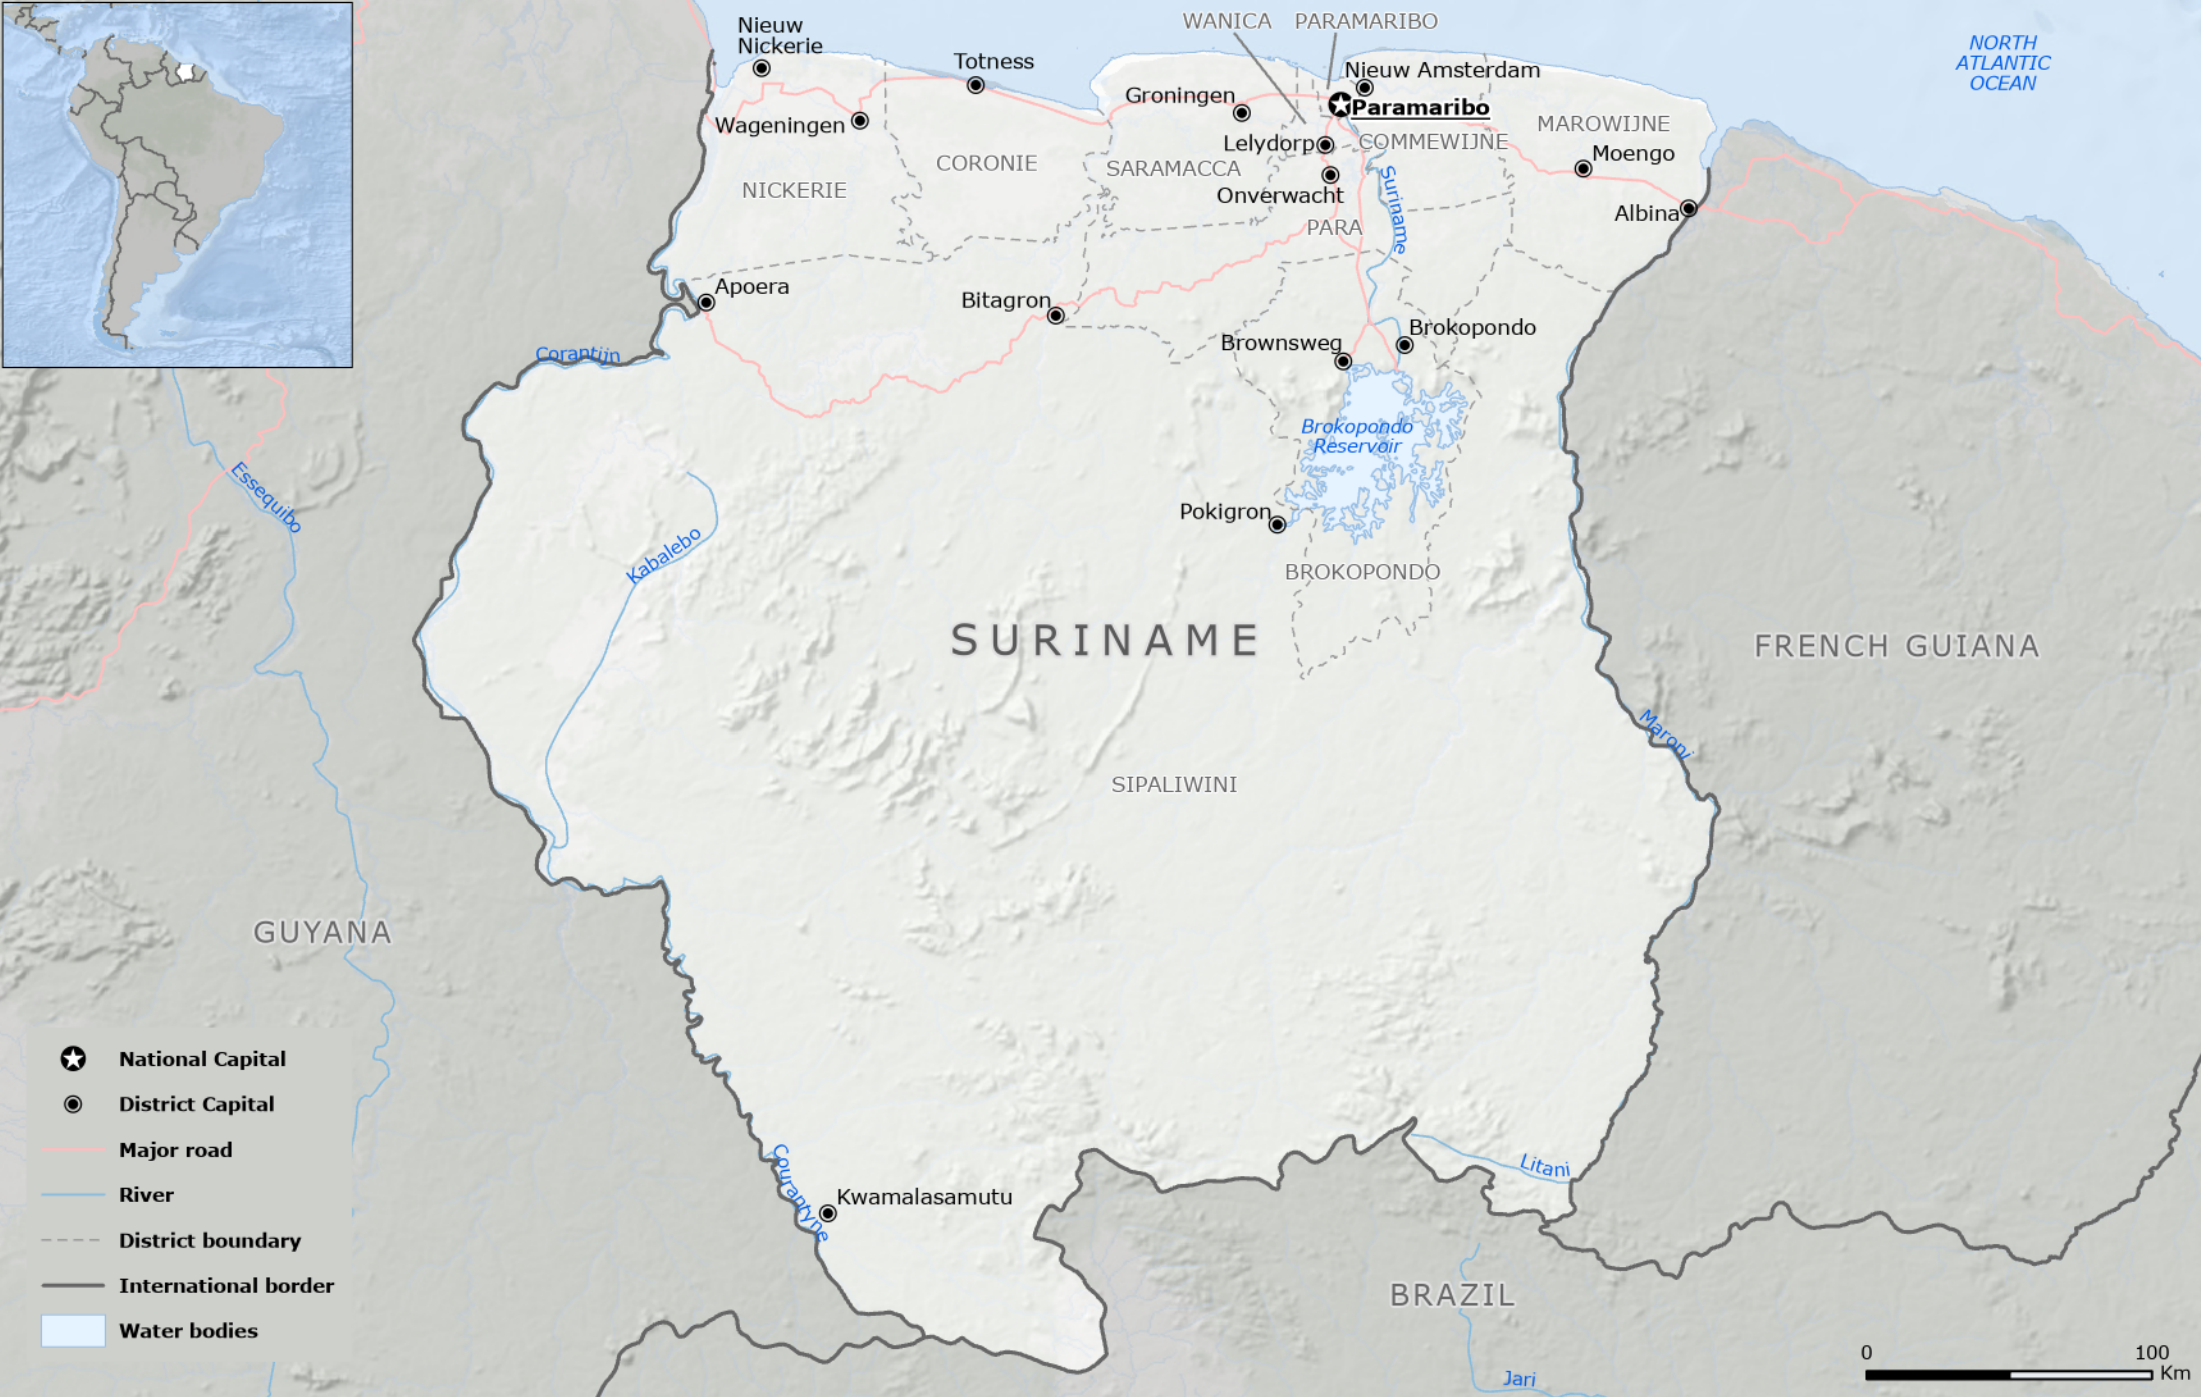 WANICA
PARAMARIBO
Nieuw
Nickerie
Totness
NORTH
ATLANTIC
OCEAN
Nieuw Amsterdam
Groningen
Paramaribo
Wageningen
MAROWIJNE
Lelydorp
COMMEWIJNE
Moengo
CORONIE
SARAMACCA
NICKERIE
Onverwacht
Suriname
Albina
PARA
Apoera
Bitagron
Brokopondo
Brownsweg
Corantijn
Brokopondo
Reservoir
Essequibo
Pokigron
Kabalebo
BROKOPONDO
SURINAME
FRENCH GUIANA
Maroni
SIPALIWINI
GUYANA
National Capital
District Capital
Major road
River
District boundary
International border
Water bodies
Courantyne
Kwamalasamutu
Litani
BRAZIL
Jari
0 100
Km